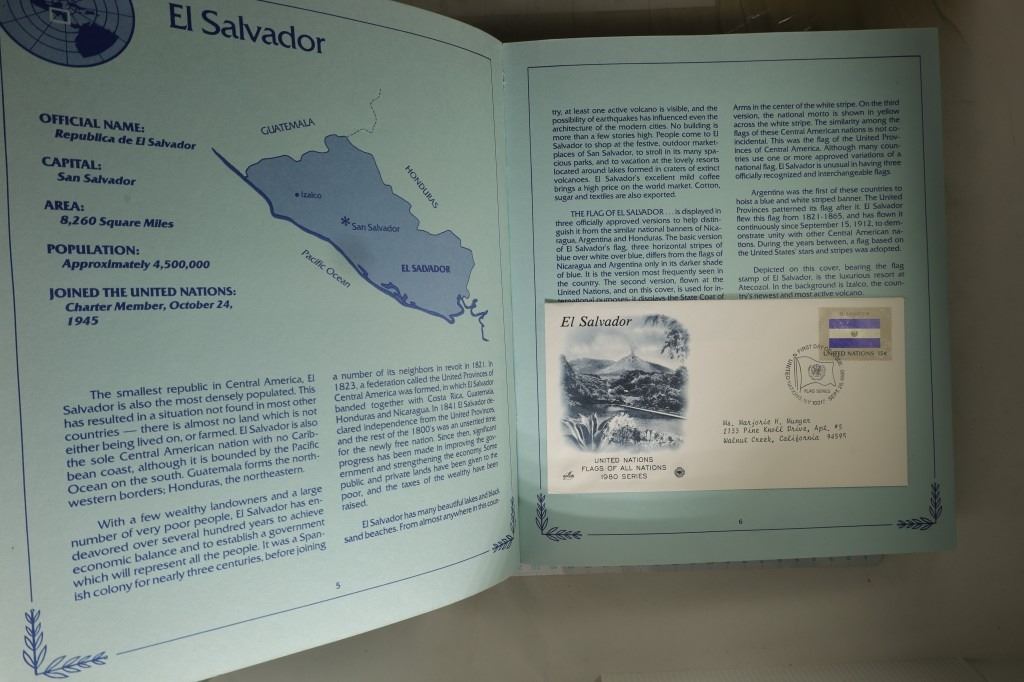 El Salvador
OFFICIAL NAME:
Republica de El Salvador
CAPITAL:
San Salvador
AREA:
8,260 Square Miles
POPULATION:
Approximately 4,500,000
JOINED THE UNITED NATIONS:
Charter Member, October 24,
1945
GUATEMALA
HONDURAS
Izalco
San Salvador
EL SALVADOR
Pacific Ocean
The smallest republic in Central America, El
Salvador is also the most densely populated. This
has resulted in a situation not found in most other
countries — there is almost no land which is not
either being lived on, or farmed. El Salvador is also
the sole Central American nation with no Carib-
bean coast, although it is bounded by the Pacific
Ocean on the south. Guatemala forms the north-
western borders; Honduras, the northeastern.
With a few wealthy landowners and a large
number of very poor people, El Salvador has en-
deavored over several hundred years to achieve
economic balance and to establish a government
which will represent all the people. It was a Span-
ish colony for nearly three centuries, before joining
a number of its neighbors in revolt in 1821. In
1823, a federation called the United Provinces of
Central America was formed, in which El Salvador
banded together with Costa Rica, Guatemala,
Honduras and Nicaragua. In 1841 El Salvador de-
clared independence from the United Provinces,
and the rest of the 1800's was an unsettled time
for the newly free nation. Since then, significant
progress has been made in improving the gov-
ernment and strengthening the economy. Some
public and private lands have been given to the
poor, and the taxes of the wealthy have been
raised.
El Salvador has many beautiful lakes and black
sand beaches. From almost anywhere in this coun-
5
try, at least one active volcano is visible, and the
possibility of earthquakes has influenced even the
architecture of the modern cities. No building is
more than a few stories high. People come to El
Salvador to shop at the festive, outdoor market-
places of San Salvador, to stroll in its many spa-
cious parks, and to vacation at the lovely resorts
located around lakes formed in craters of extinct
volcanoes. El Salvador's excellent mild coffee
brings a high price on the world market. Cotton,
sugar and textiles are also exported.
THE FLAG OF EL SALVADOR . . . is displayed in
three officially approved versions to help distin-
guish it from the similar national banners of Nica-
ragua, Argentina and Honduras. The basic version
of El Salvador's flag, three horizontal stripes of
blue over white over blue, differs from the flags of
Nicaragua and Argentina only in its darker shade
of blue. It is the version most frequently seen in
the country. The second version, flown at the
United Nations, and on this cover, is used for in-
ternational purposes; it displays the State Coat of
Arms in the center of the white stripe. On the third
version, the national motto is shown in yellow
across the white stripe. The similarity among the
flags of these Central American nations is not co-
incidental. This was the flag of the United Prov-
inces of Central America. Although many coun-
tries use one or more approved variations of a
national flag, El Salvador is unusual in having three
officially recognized and interchangeable flags.
Argentina was the first of these countries to
hoist a blue and white striped banner. The United
Provinces patterned its flag after it. El Salvador
flew this flag from 1821-1865, and has flown it
continuously since September 15, 1912, to dem-
onstrate unity with other Central American na-
tions. During the years between, a flag based on
the United States' stars and stripes was adopted.
Depicted on this cover, bearing the flag
stamp of El Salvador, is the luxurious resort at
Atecozol. In the background is Izalco, the coun-
try's newest and most active volcano.
El Salvador
EL SALVADOR
UNITED NATIONS 15c
FIRST DAY OF ISSUE
FLAG SERIES
Ms. Marjorie H. Hunger
1133 Pine Knoll Drive, Apt. #5
Walnut Creek, California 94595
UNITED NATIONS
FLAGS OF ALL NATIONS
1980 SERIES
6